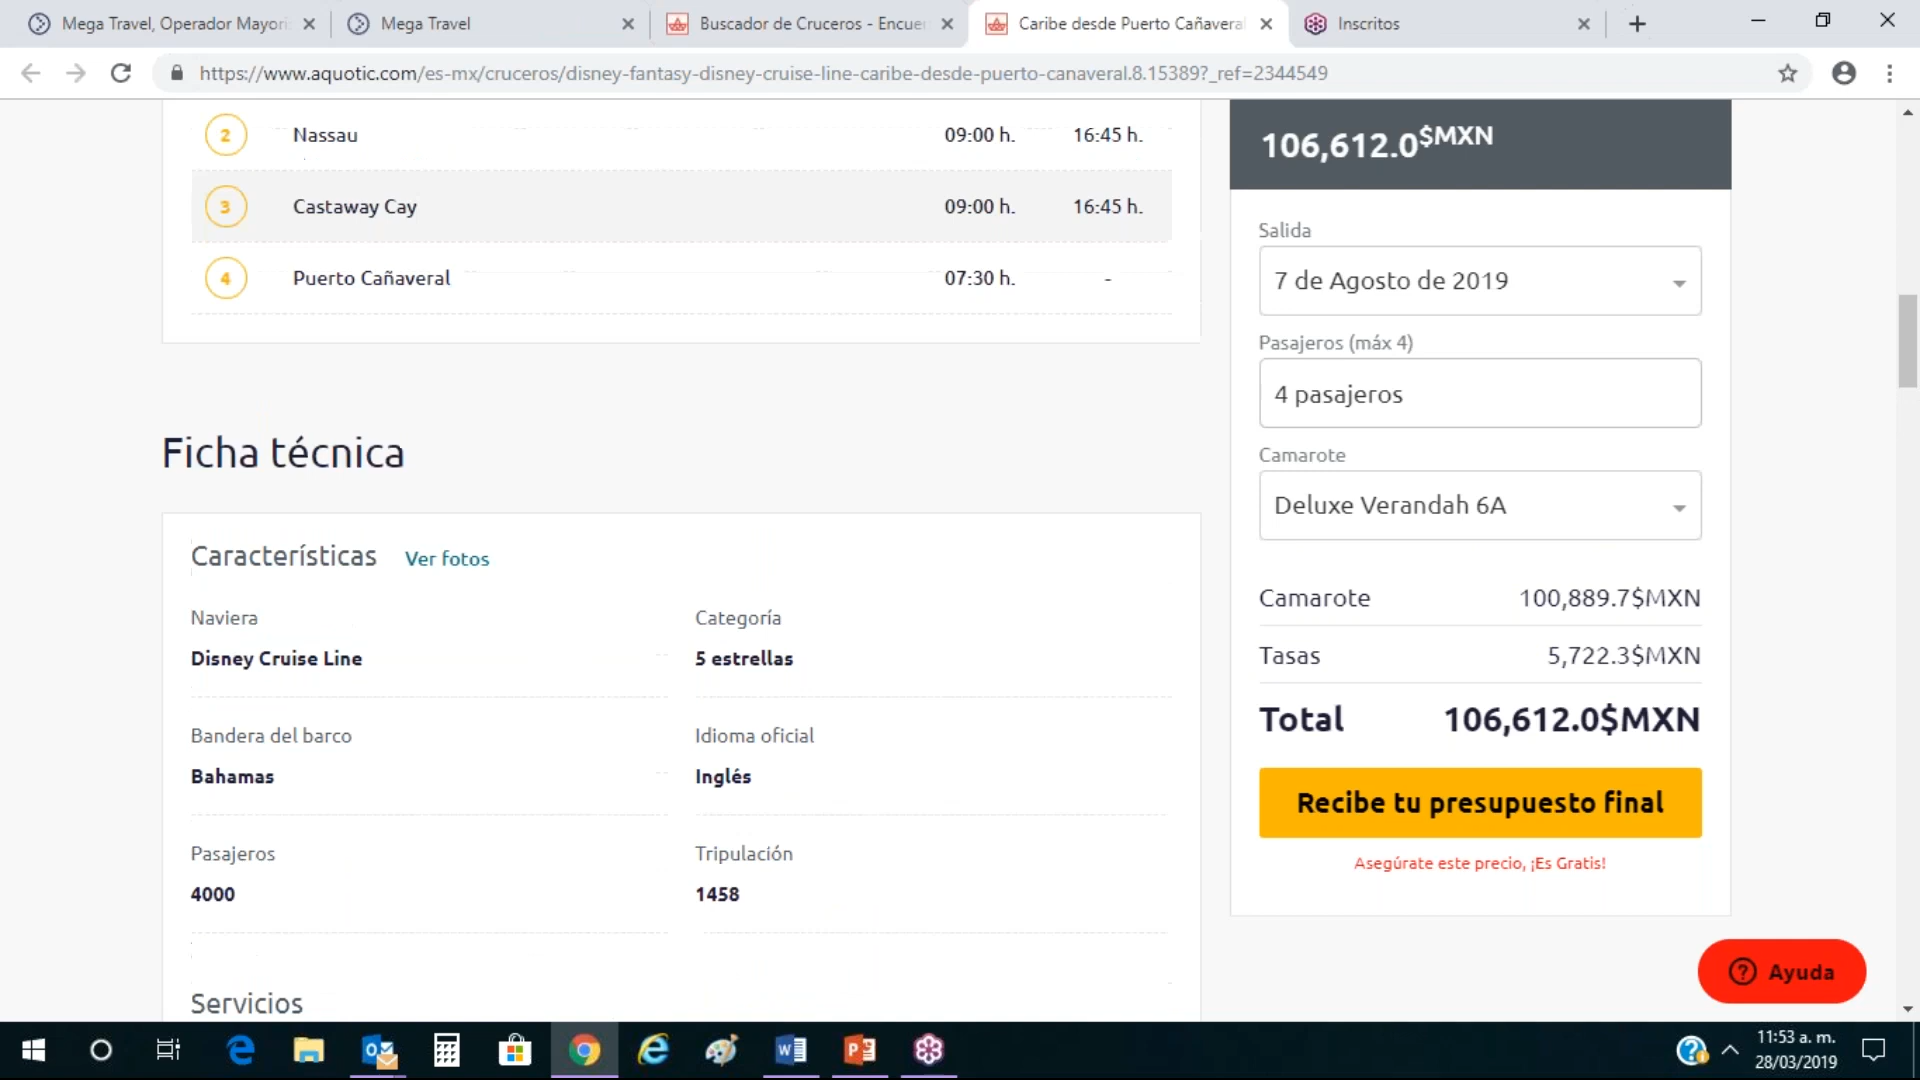 Mega Travel, Operador Mayori
Mega Travel
Buscador de Cruceros - Encuen
Caribe desde Puerto Cañaveral
Inscritos
https://www.aquotic.com/es-mx/cruceros/disney-fantasy-disney-cruise-line-caribe-desde-puerto-canaveral.8.15389?_ref=2344549
2 Nassau 09:00 h. 16:45 h.
3 Castaway Cay 09:00 h. 16:45 h.
4 Puerto Cañaveral 07:30 h. -
Ficha técnica
Características Ver fotos
Naviera Categoría
Disney Cruise Line 5 estrellas
Bandera del barco Idioma oficial
Bahamas Inglés
Pasajeros Tripulación
4000 1458
Servicios
106,612.0$MXN
Salida
7 de Agosto de 2019
Pasajeros (máx 4)
4 pasajeros
Camarote
Deluxe Verandah 6A
Camarote 100,889.7$MXN
Tasas 5,722.3$MXN
Total 106,612.0$MXN
Recibe tu presupuesto final
Asegúrate este precio, ¡Es Gratis!
Ayuda
11:53 a. m.
28/03/2019